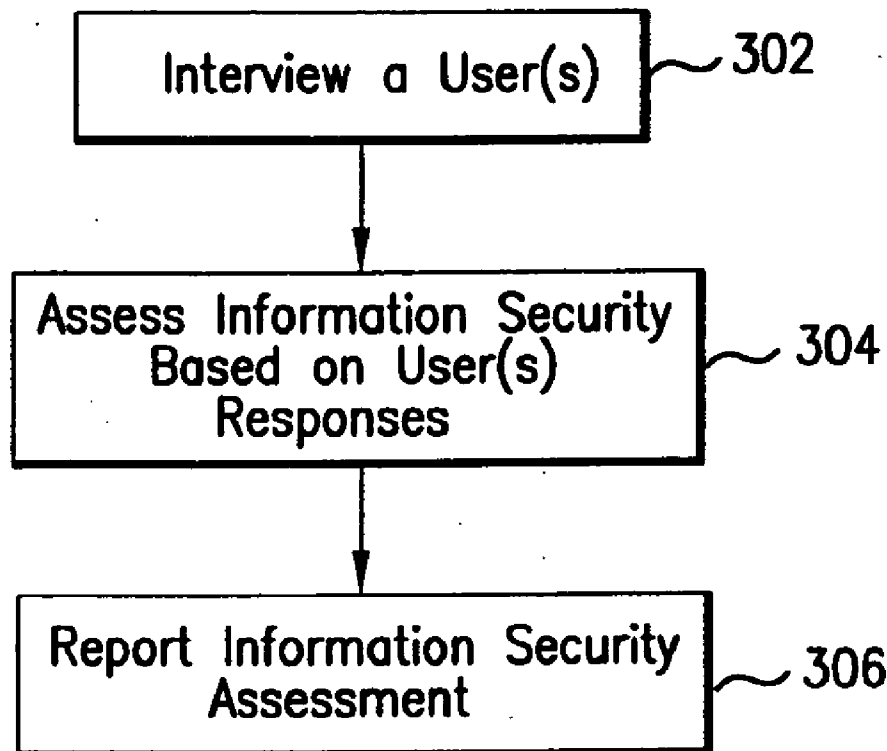 Interview a User(s)
302
Assess Information Security
Based on User(s)
Responses
304
Report Information Security
Assessment
306